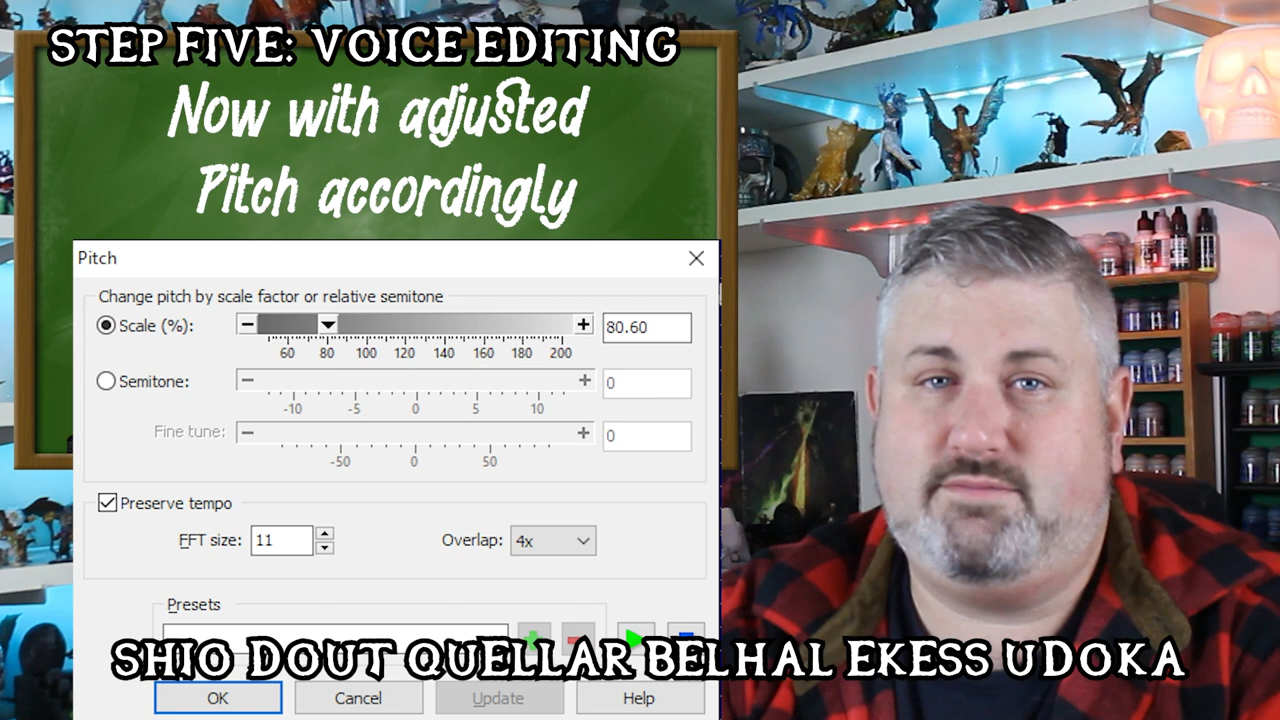 STEP FIVE: VOICE EDITING
Now with adjusted
Pitch accordingly
Pitch
Change pitch by scale factor or relative semitone
Scale (%):
80.60
60 80 100 120 140 160 180 200
Semitone:
0
-10 -5 0 5 10
Fine tune:
0
-50 0 50
Preserve tempo
FFT size: 11
Overlap: 4x
Presets
SHIO DOUT QUELLAR BELHAL EKESS UDOKA
OK Cancel Update Help